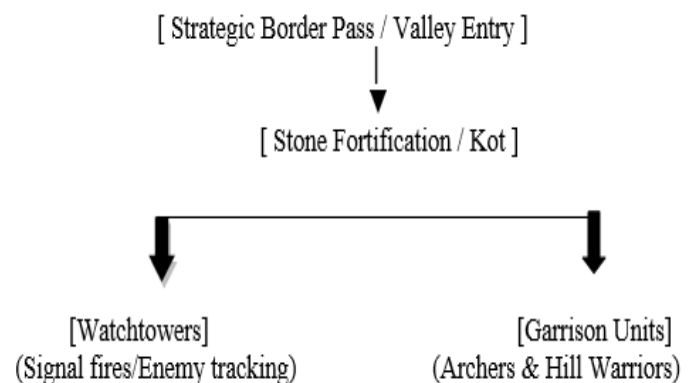 [ Strategic Border Pass / Valley Entry ]
[ Stone Fortification / Kot ]
[Watchtowers]
(Signal fires/Enemy tracking)
[Garrison Units]
(Archers & Hill Warriors)